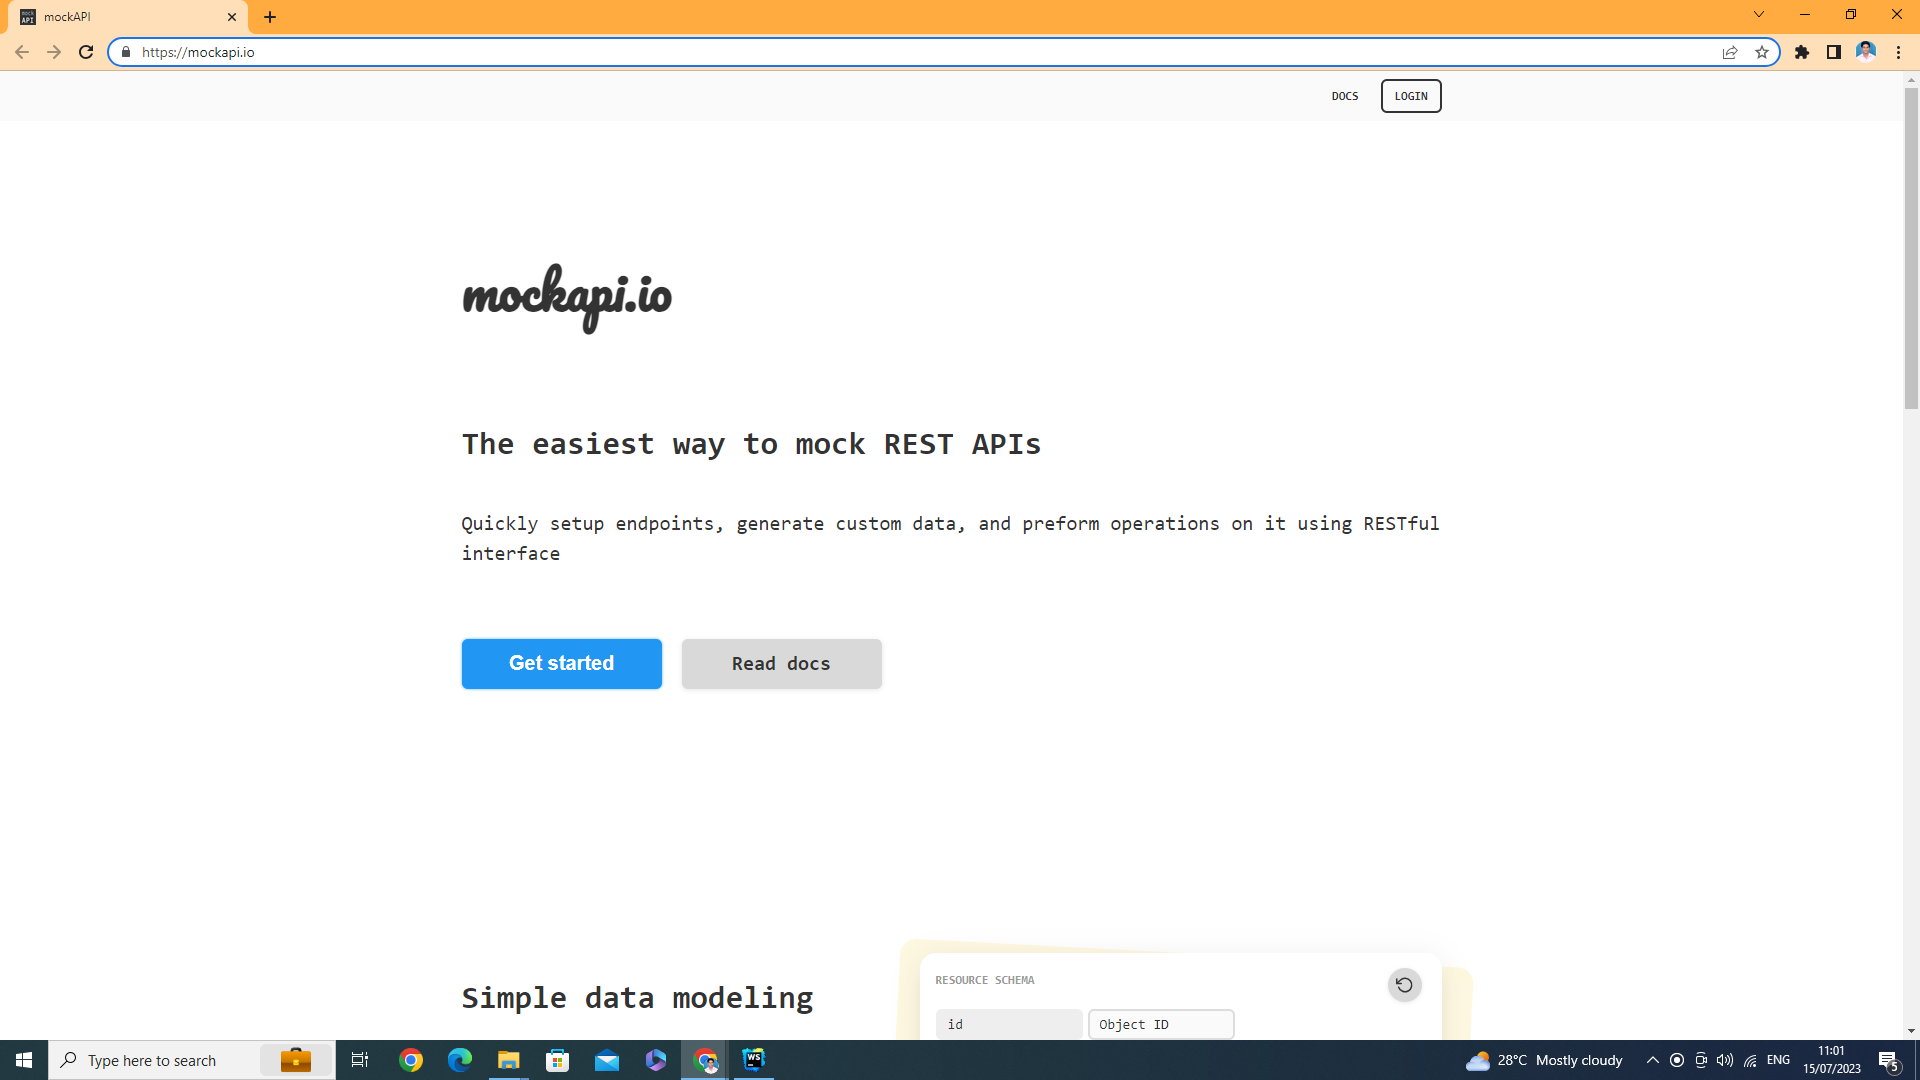 mockAPI
https://mockapi.io
DOCS
LOGIN
mockapi.io
The easiest way to mock REST APIs
Quickly setup endpoints, generate custom data, and preform operations on it using RESTful
interface
Get started
Read docs
Simple data modeling
RESOURCE SCHEMA
id
Object ID
Type here to search
WS
28°C Mostly cloudy
ENG
11:01
15/07/2023
5